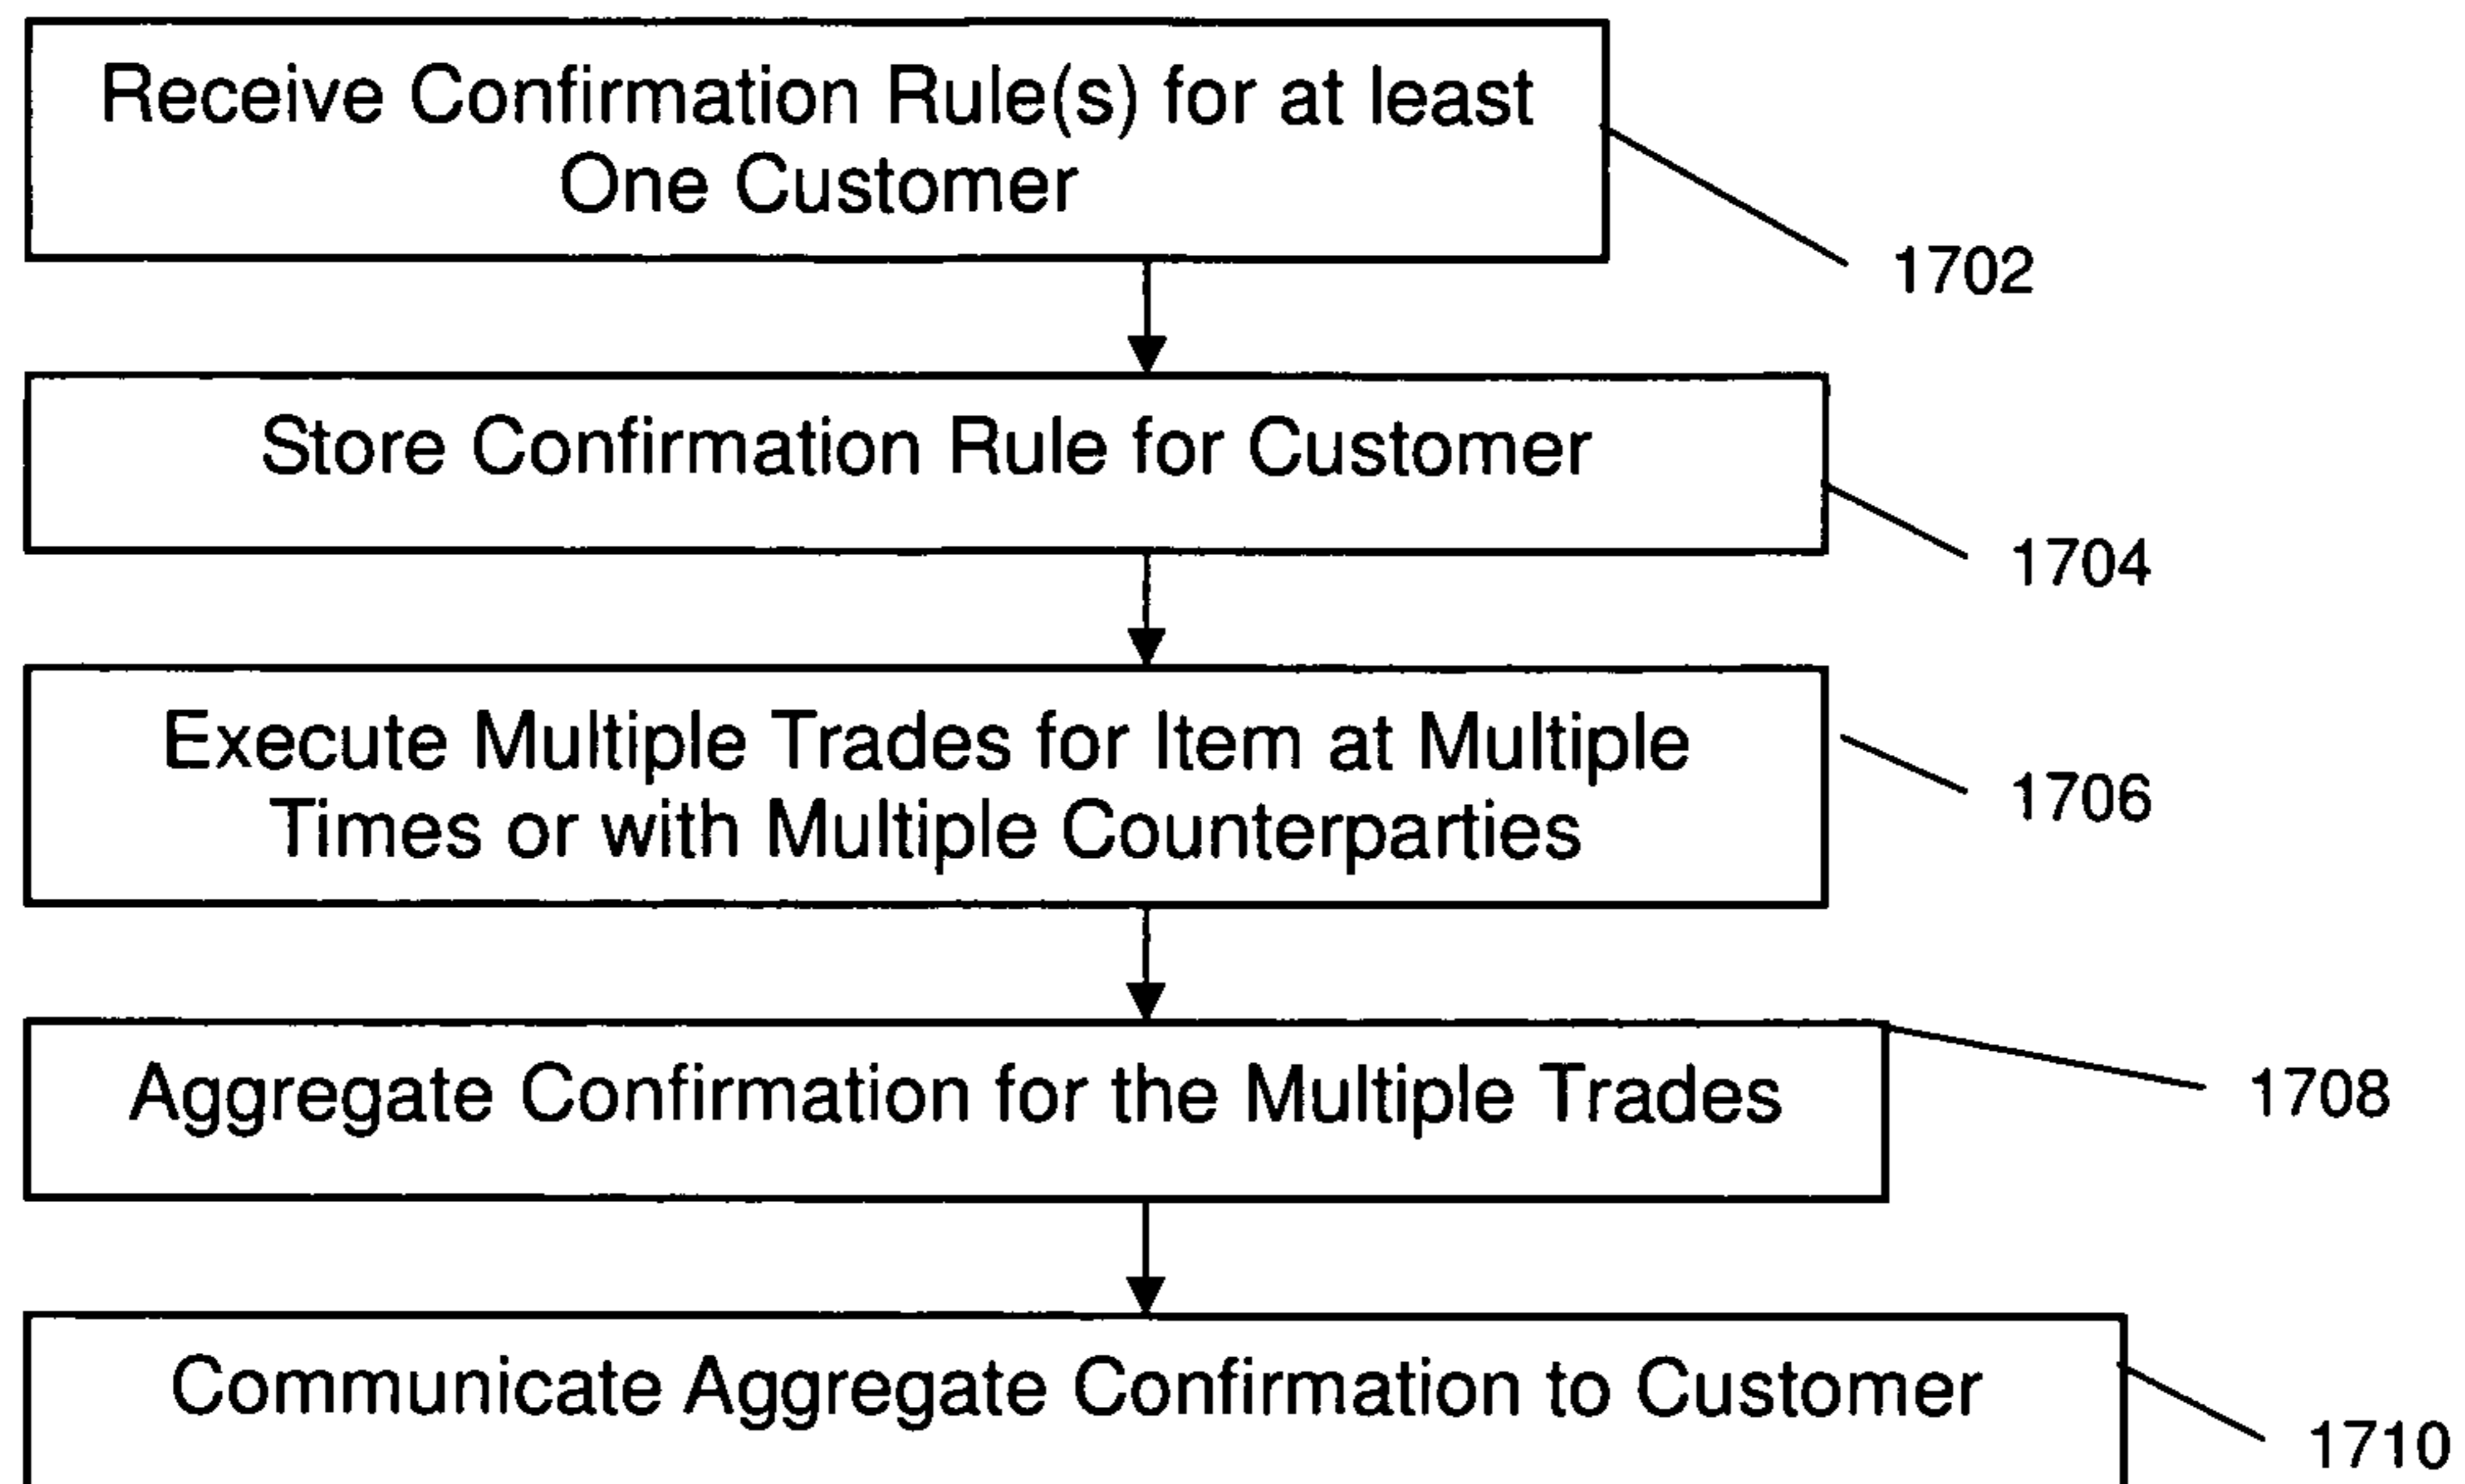 Receive Confirmation Rule(s) for at least
One Customer
1702
Store Confirmation Rule for Customer
1704
Execute Multiple Trades for Item at Multiple
Times or with Multiple Counterparties
1706
Aggregate Confirmation for the Multiple Trades
1708
Communicate Aggregate Confirmation to Customer
1710